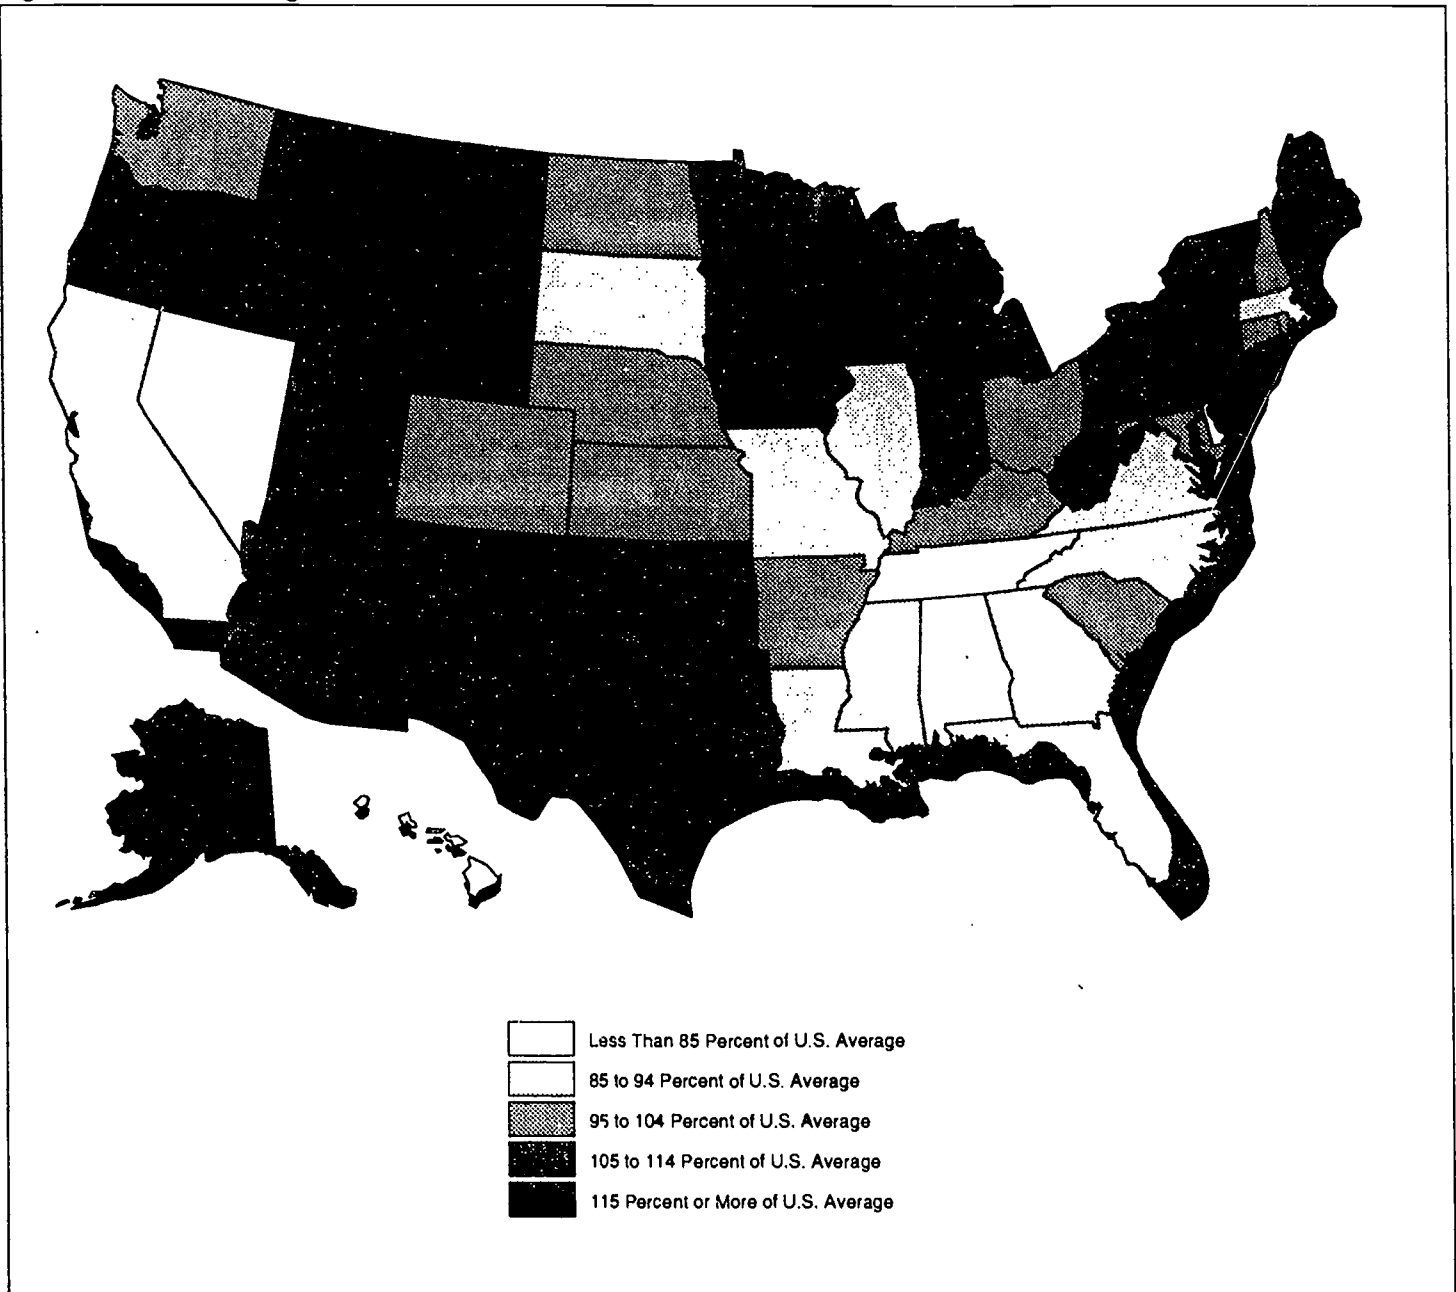 Less Than 85 Percent of U.S. Average
85 to 94 Percent of U.S. Average
95 to 104 Percent of U.S. Average
105 to 114 Percent of U.S. Average
115 Percent or More of U.S. Average